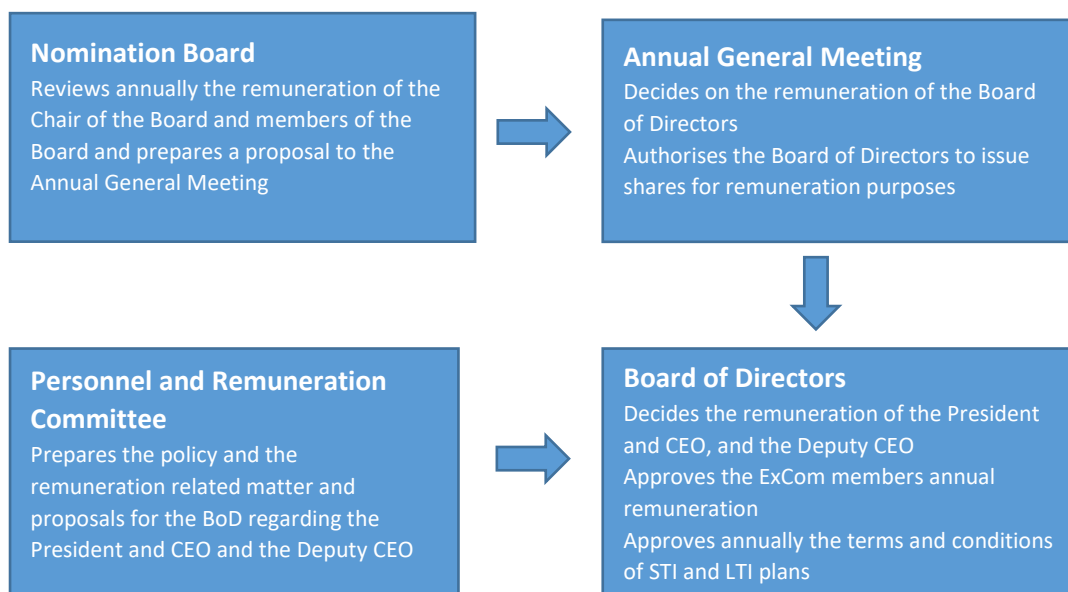 Nomination Board
Reviews annually the remuneration of the
Chair of the Board and members of the
Board and prepares a proposal to the
Annual General Meeting
Annual General Meeting
Decides on the remuneration of the Board
of Directors
Authorises the Board of Directors to issue
shares for remuneration purposes
Personnel and Remuneration
Committee
Prepares the policy and the
remuneration related matter and
proposals for the BoD regarding the
President and CEO and the Deputy CEO
Board of Directors
Decides the remuneration of the President
and CEO, and the Deputy CEO
Approves the ExCom members annual
remuneration
Approves annually the terms and conditions
of STI and LTI plans